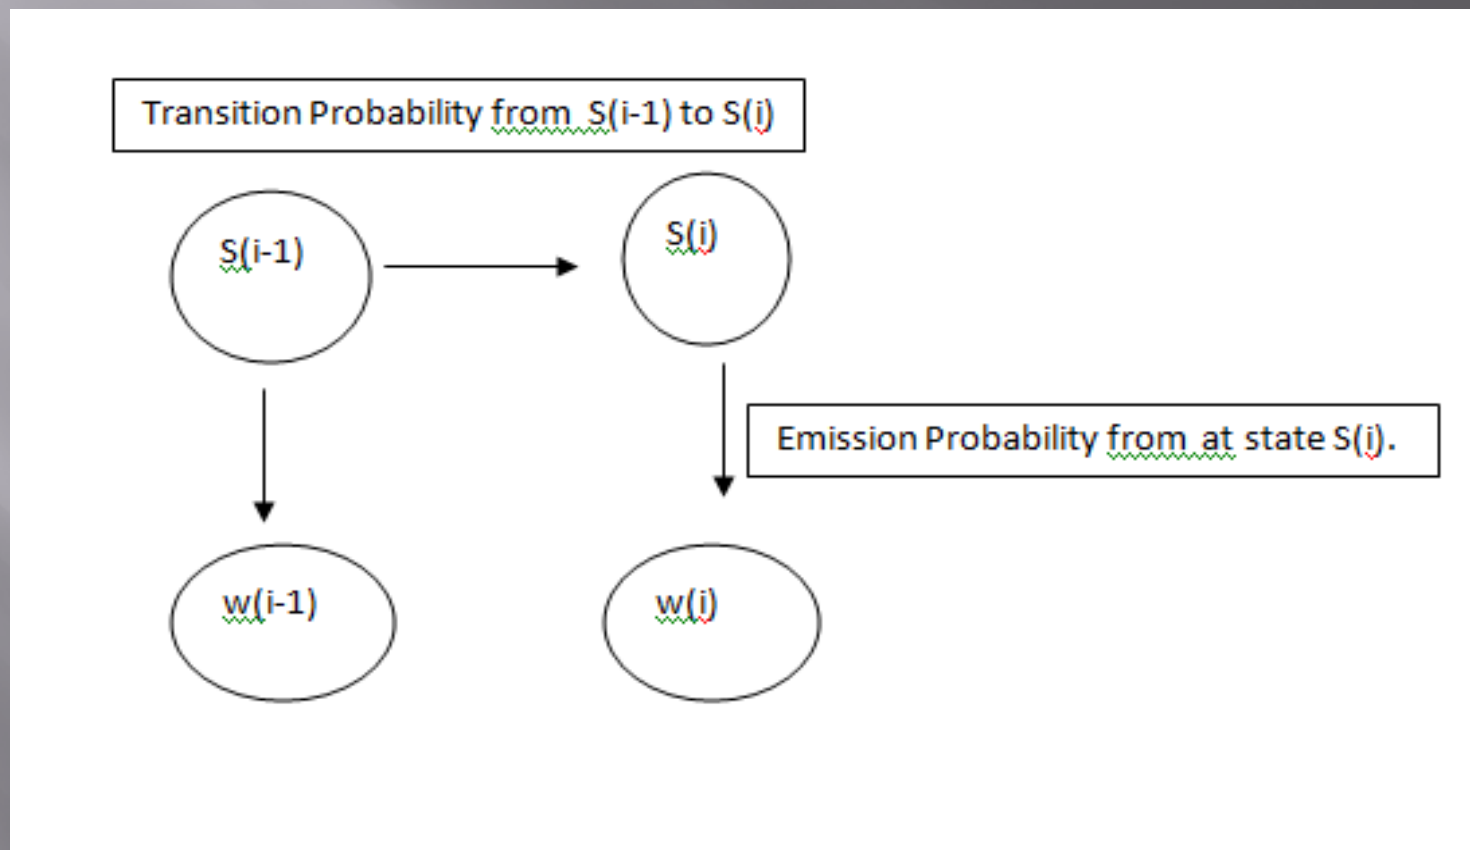 Transition Probability from S(i-1) to S(i)
S(i-1)
S(i)
Emission Probability from at state S(i).
w(i-1)
w(i)